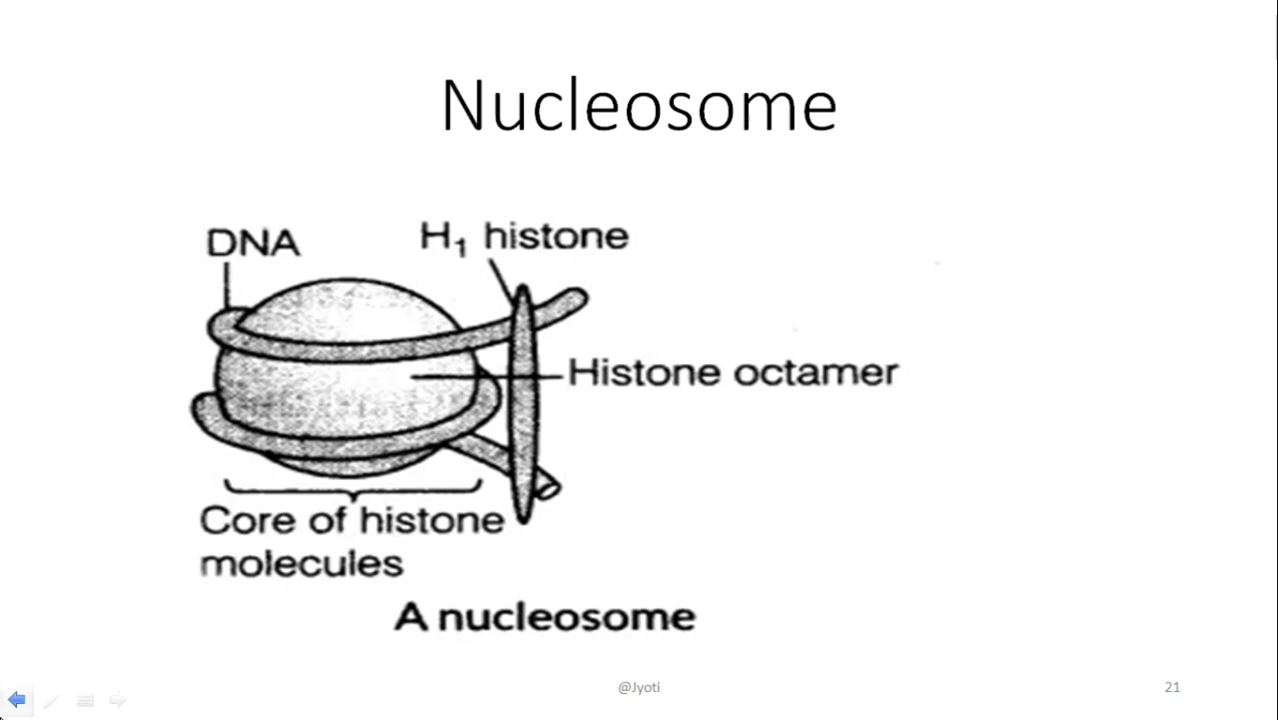 Nucleosome
DNA
H₁ histone
Histone octamer
Core of histone
molecules
A nucleosome
@Jyoti
21